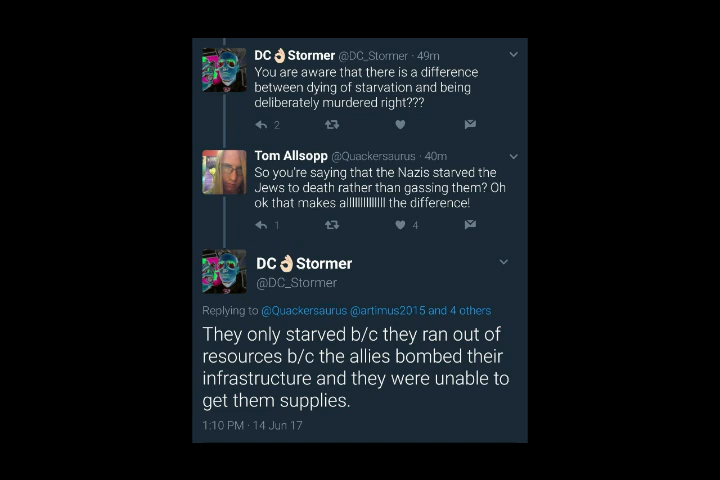 DC👌🏻Stormer @DC_Stormer · 49m
You are aware that there is a difference
between dying of starvation and being
deliberately murdered right???
2
Tom Allsopp @Quackersaurus · 40m
So you're saying that the Nazis starved the
Jews to death rather than gassing them? Oh
ok that makes alllllllllllllll the difference!
1 4
DC👌🏻Stormer
@DC_Stormer
Replying to @Quackersaurus @artimus2015 and 4 others
They only starved b/c they ran out of
resources b/c the allies bombed their
infrastructure and they were unable to
get them supplies.
1:10 PM · 14 Jun 17